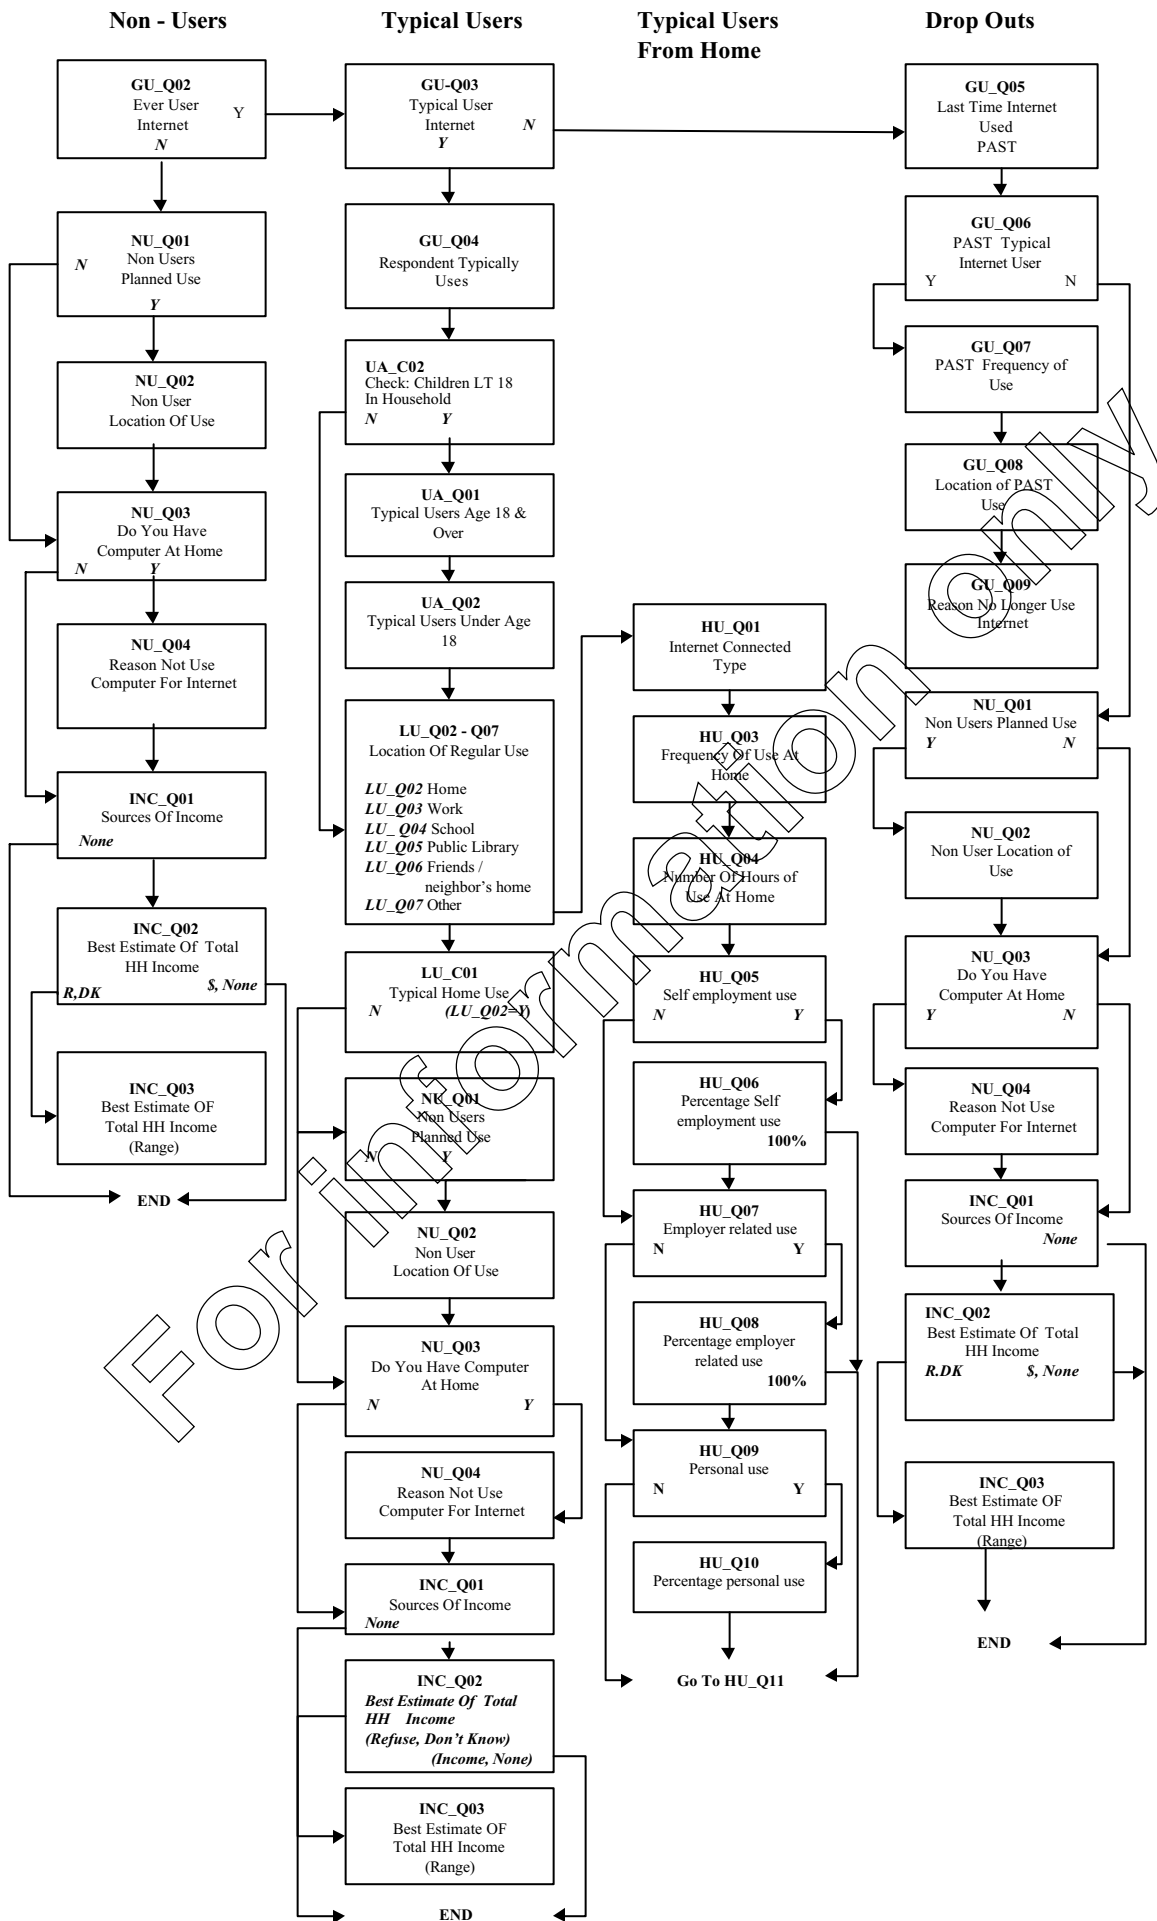 Non - Users
Typical Users
Typical Users
From Home
Drop Outs
GU_Q02
Ever User
Internet
Y
N
NU_Q01
N
Non Users
Planned Use
Y
NU_Q02
Non User
Location Of Use
NU_Q03
Do You Have
Computer At Home
N
Y
NU_Q04
Reason Not Use
Computer For Internet
INC_Q01
Sources Of Income
None
INC_Q02
Best Estimate Of Total
HH Income
R,DK
$, None
INC_Q03
Best Estimate OF
Total HH Income
(Range)
END
GU-Q03
Typical User
Internet
N
Y
GU_Q04
Respondent Typically
Uses
UA_C02
Check: Children LT 18
In Household
N
Y
UA_Q01
Typical Users Age 18 &
Over
UA_Q02
Typical Users Under Age
18
LU_Q02 - Q07
Location Of Regular Use
LU_Q02 Home
LU_Q03 Work
LU_ Q04 School
LU_Q05 Public Library
LU_Q06 Friends /
neighbor's home
LU_Q07 Other
LU_C01
Typical Home Use
N
(LU_Q02=Y)
NU_Q01
Non Users
Planned Use
N
Y
NU_Q02
Non User
Location Of Use
NU_Q03
Do You Have Computer
At Home
N
Y
NU_Q04
Reason Not Use
Computer For Internet
INC_Q01
Sources Of Income
None
INC_Q02
Best Estimate Of Total
HH Income
(Refuse, Don't Know)
(Income, None)
INC_Q03
Best Estimate OF
Total HH Income
(Range)
END
HU_Q01
Internet Connected
Type
HU_Q03
Frequency Of Use At
Home
HU_Q04
Number Of Hours of
Use At Home
HU_Q05
Self employment use
N
Y
HU_Q06
Percentage Self
employment use
100%
HU_Q07
Employer related use
N
Y
HU_Q08
Percentage employer
related use
100%
HU_Q09
Personal use
N
Y
HU_Q10
Percentage personal use
Go To HU_Q11
GU_Q05
Last Time Internet
Used
PAST
GU_Q06
PAST Typical
Internet User
Y
N
GU_Q07
PAST Frequency of
Use
GU_Q08
Location of PAST
Use
GU_Q09
Reason No Longer Use
Internet
NU_Q01
Non Users Planned Use
Y
N
NU_Q02
Non User Location of
Use
NU_Q03
Do You Have
Computer At Home
Y
N
NU_Q04
Reason Not Use
Computer For Internet
INC_Q01
Sources Of Income
None
INC_Q02
Best Estimate Of Total
HH Income
R.DK
$, None
INC_Q03
Best Estimate OF
Total HH Income
(Range)
END
For information only